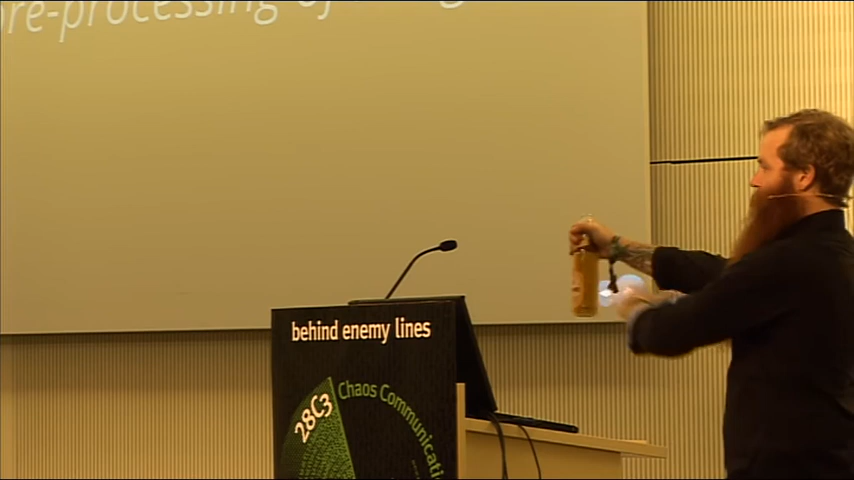 re-processing of
behind enemy lines
28C3
Chaos Communicati